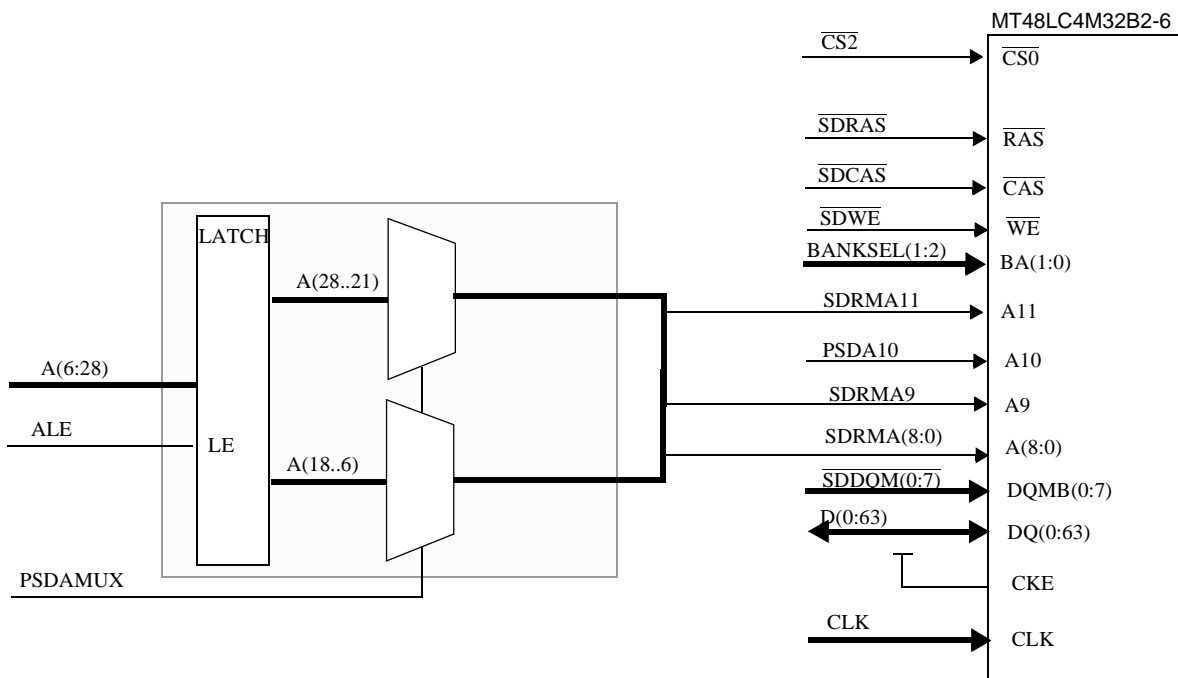 MT48LC4M32B2-6
CS2
CS0
SDRAS
RAS
SDCAS
CAS
SDWE
WE
BANKSEL(1:2)
BA(1:0)
LATCH
A(28..21)
SDRMA11
A11
PSDA10
A10
A(6:28)
SDRMA9
A9
ALE
LE
SDRMA(8:0)
A(8:0)
A(18..6)
SDDQM(0:7)
DQMB(0:7)
D(0:63)
DQ(0:63)
PSDAMUX
CKE
CLK
CLK